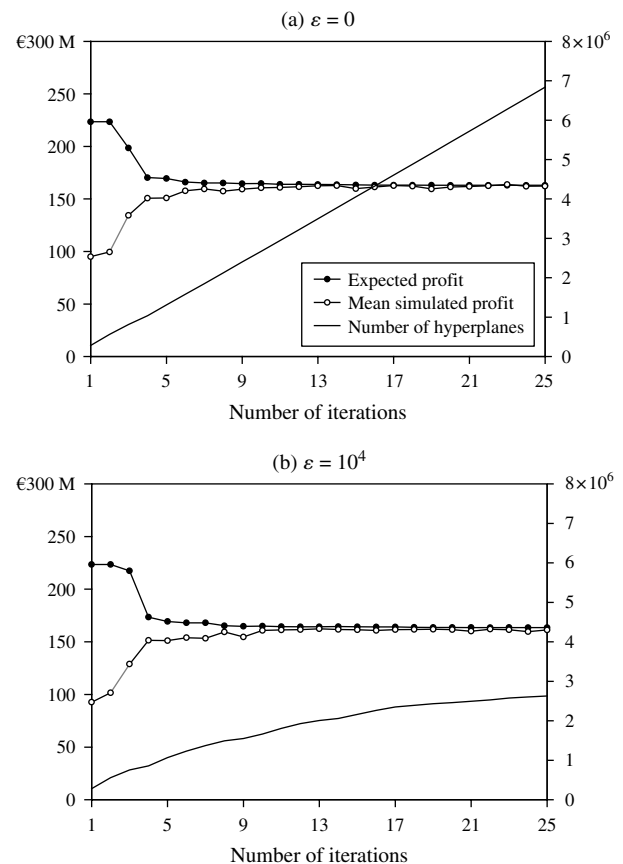 (a) ε = 0
€300 M
250
200
150
100
50
0
8×10⁶
7
6
5
4
3
2
1
0
Expected profit
Mean simulated profit
Number of hyperplanes
1 5 9 13 17 21 25
Number of iterations
(b) ε = 10⁴
€300 M
250
200
150
100
50
0
8×10⁶
7
6
5
4
3
2
1
0
1 5 9 13 17 21 25
Number of iterations